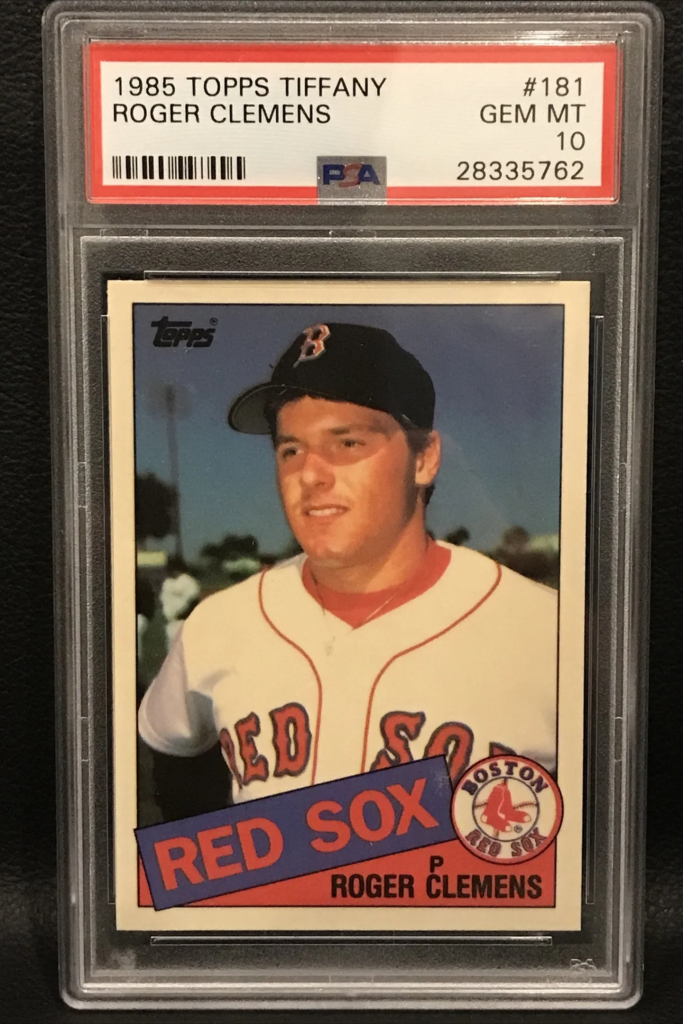 1985 TOPPS TIFFANY #181
ROGER CLEMENS GEM MT
10
28335762
PSA
Topps
B
RED SO
BOSTON
RED SOX
RED SOX
P
ROGER CLEMENS